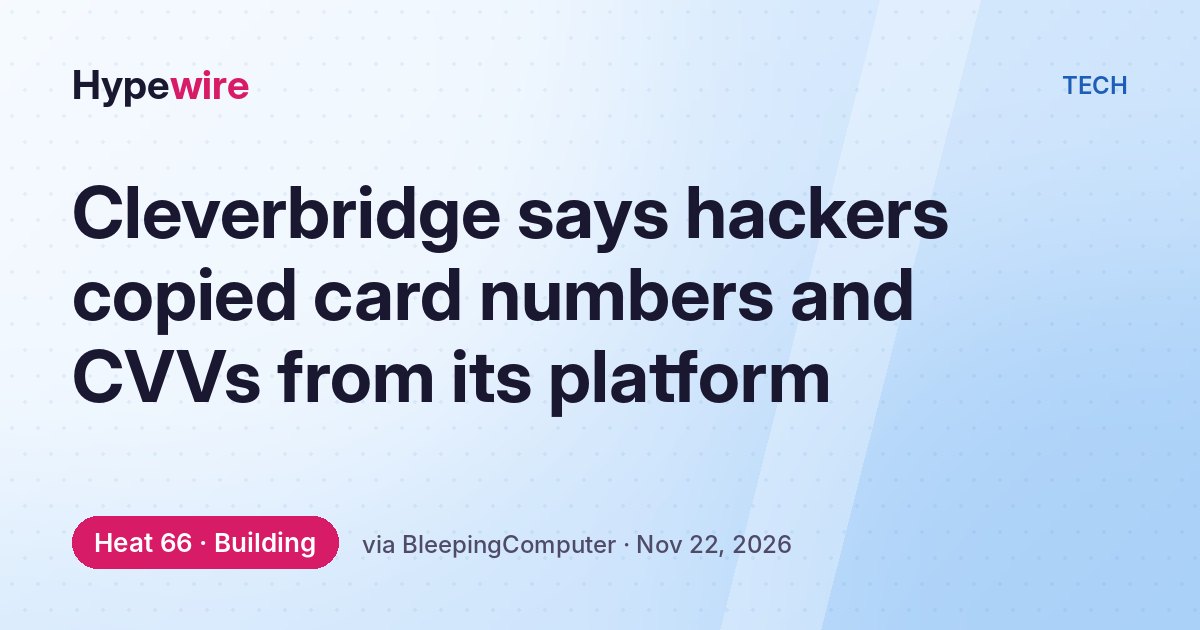 Hypewire
TECH
Cleverbridge says hackers
copied card numbers and
CVVs from its platform
Heat 66 · Building
via BleepingComputer · Nov 22, 2026